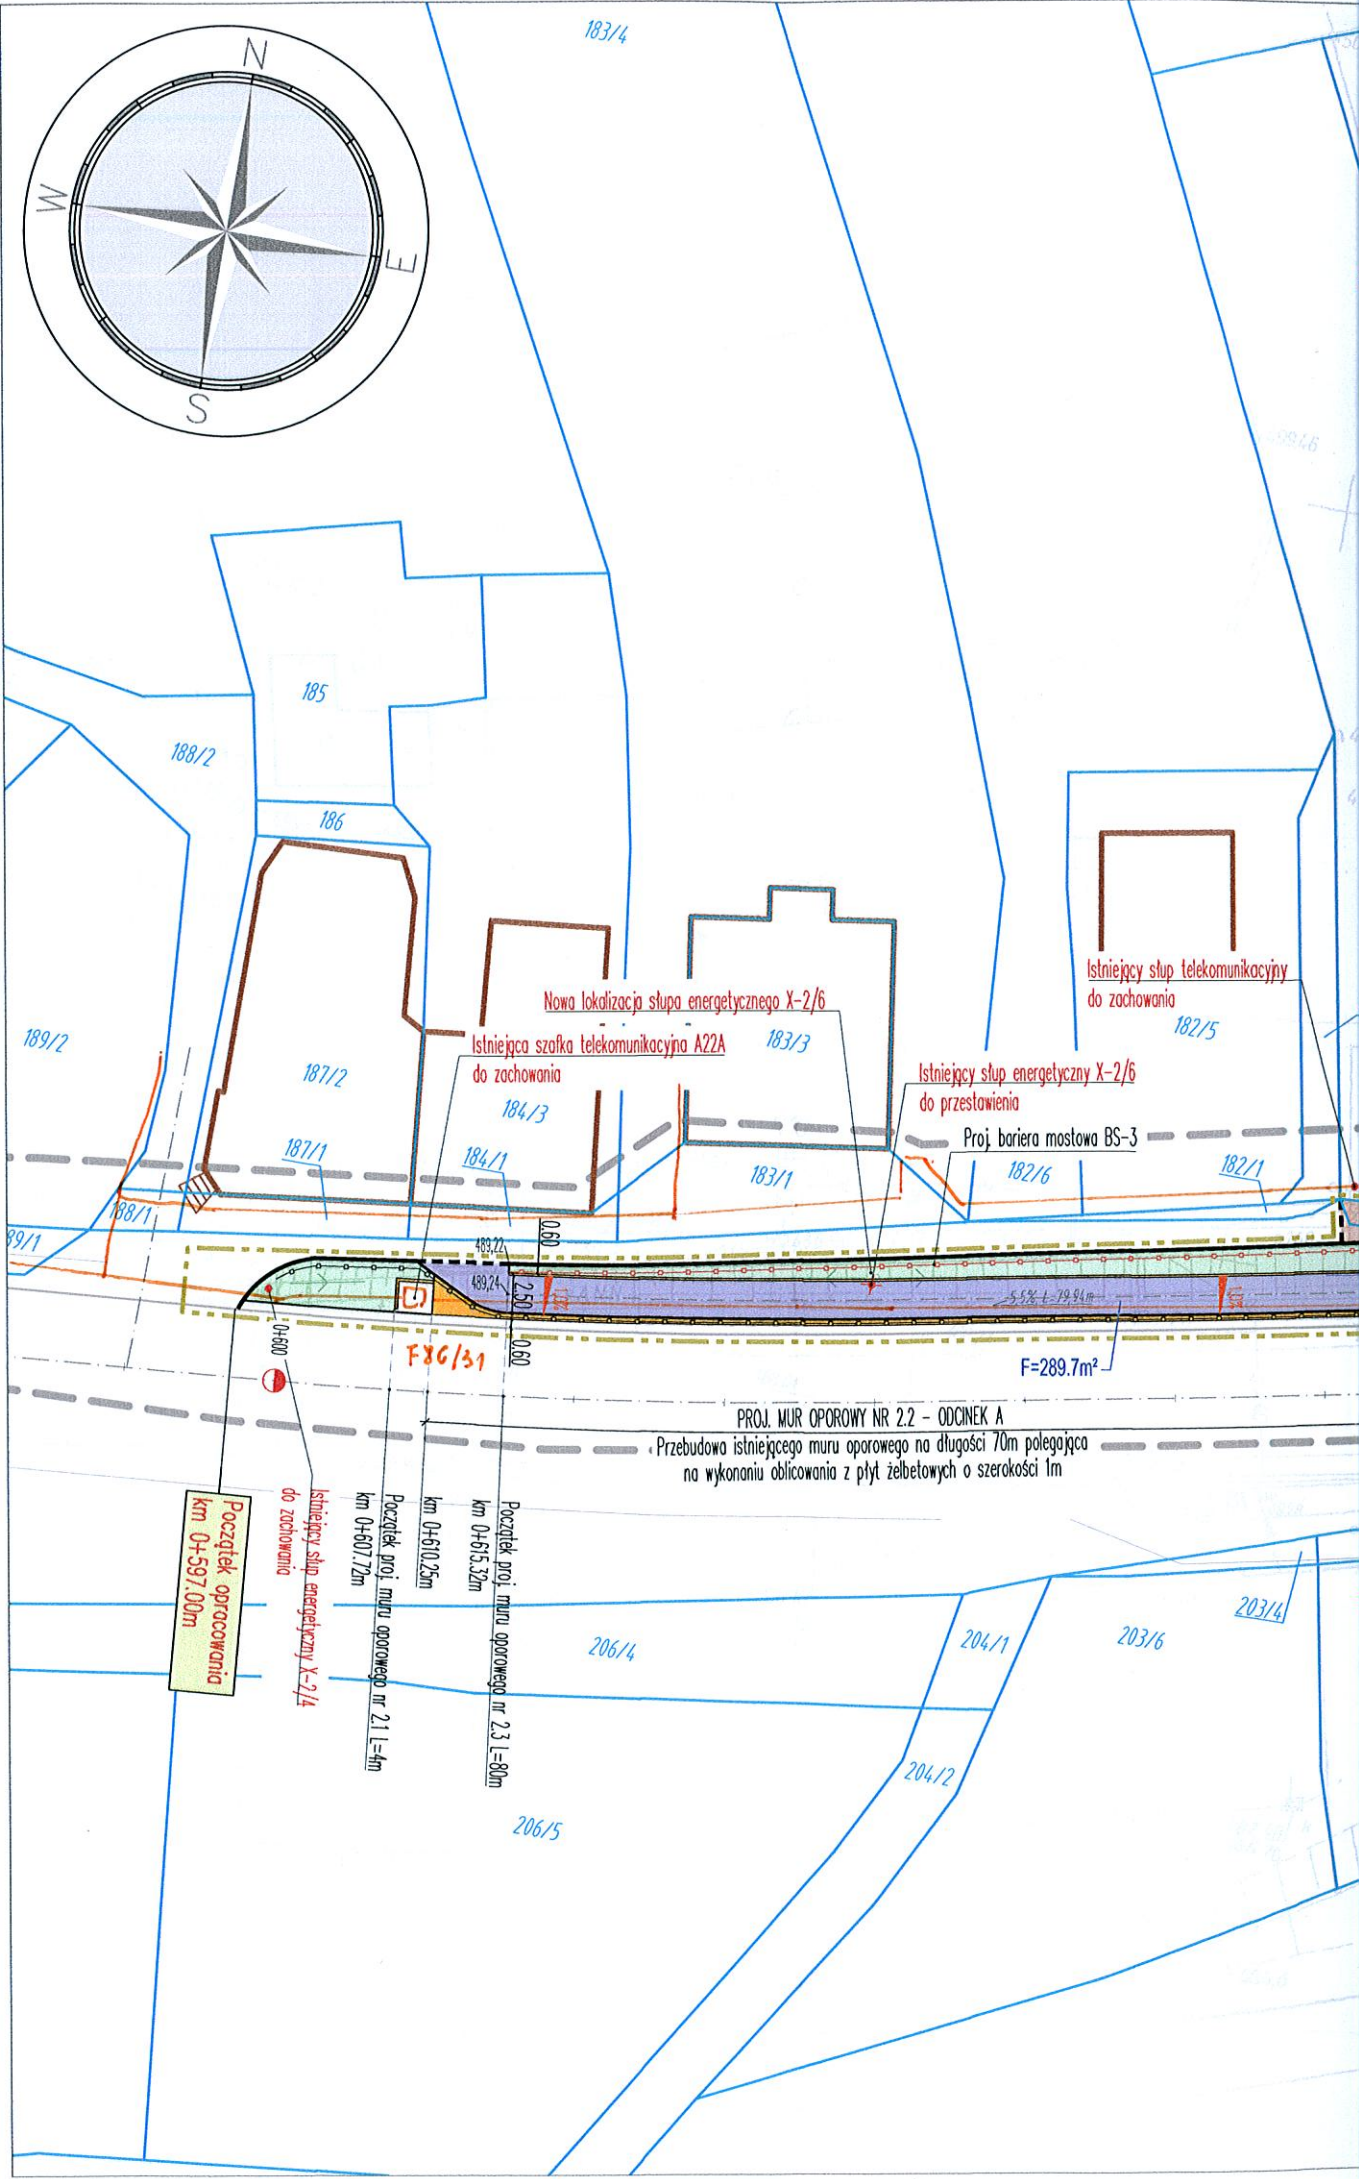 183/4
N
W
E
S
185
188/2
186
Istniejący słup telekomunikacyjny
do zachowania
182/5
Nowa lokalizacja słupa energetycznego X-2/6
183/3
189/2
Istniejąca szafka telekomunikacyjna A22A
do zachowania
187/2
Istniejący słup energetyczny X-2/6
do przestawienia
184/3
Proj. bariera mostowa BS-3
187/1
184/1
183/1
182/6
182/1
188/1
89/1
0.60
489,22
489,24
2.50
5.5% L=79.94m
0.60
0+600
F86/31
F=289.7m²
PROJ. MUR OPOROWY NR 2.2 - ODCINEK A
Przebudowa istniejącego muru oporowego na długości 70m polegająca
na wykonaniu oblicowania z płyt żelbetowych o szerokości 1m
Początek opracowania
km 0+597.00m
Istniejący słup energetyczny X-2/4
do zachowania
Początek proj. muru oporowego nr 2.1 L=4m
km 0+607.72m
km 0+610.25m
Początek proj. muru oporowego nr 2.3 L=80m
km 0+615.32m
206/4
204/1
203/6
203/4
204/2
206/5